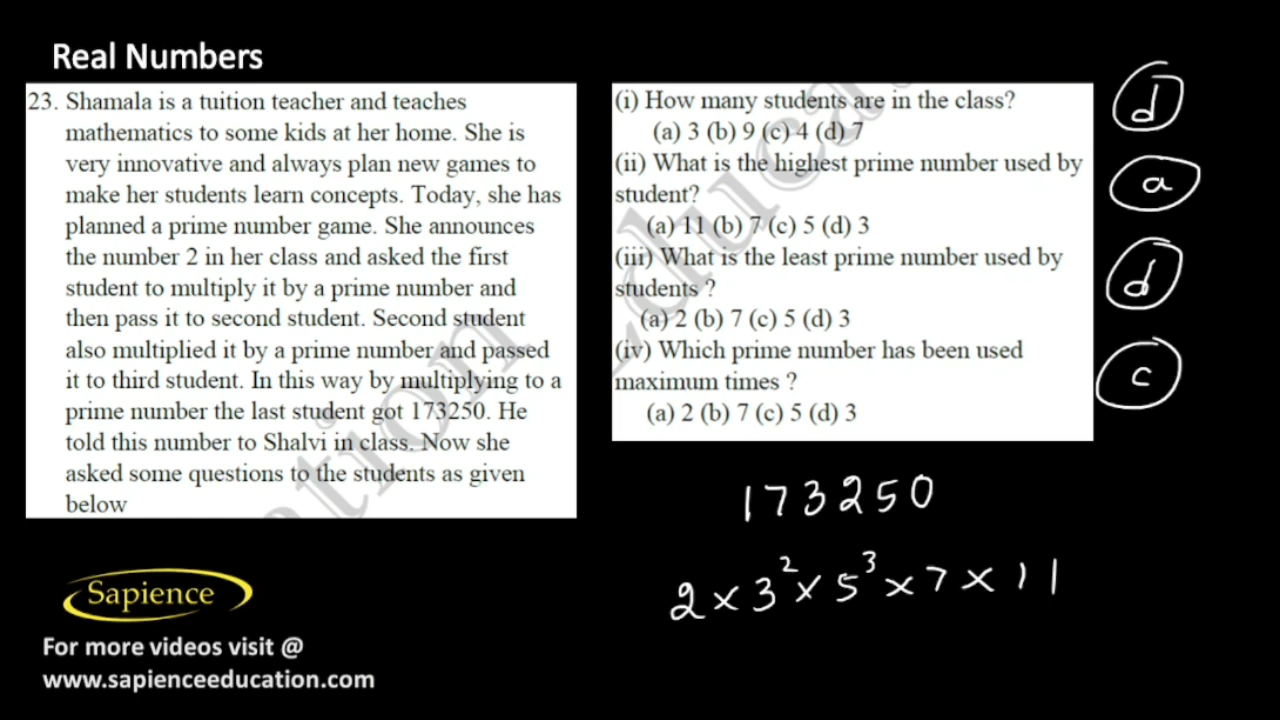 Real Numbers
23. Shamala is a tuition teacher and teaches
mathematics to some kids at her home. She is
very innovative and always plan new games to
make her students learn concepts. Today, she has
planned a prime number game. She announces
the number 2 in her class and asked the first
student to multiply it by a prime number and
then pass it to second student. Second student
also multiplied it by a prime number and passed
it to third student. In this way by multiplying to a
prime number the last student got 173250. He
told this number to Shalvi in class. Now she
asked some questions to the students as given
below
(i) How many students are in the class?
(a) 3 (b) 9 (c) 4 (d) 7
(ii) What is the highest prime number used by
student?
(a) 11 (b) 7 (c) 5 (d) 3
(iii) What is the least prime number used by
students ?
(a) 2 (b) 7 (c) 5 (d) 3
(iv) Which prime number has been used
maximum times ?
(a) 2 (b) 7 (c) 5 (d) 3
d
a
d
c
173250
2 × 3² × 5³ × 7 × 11
Sapience
For more videos visit @
www.sapienceeducation.com